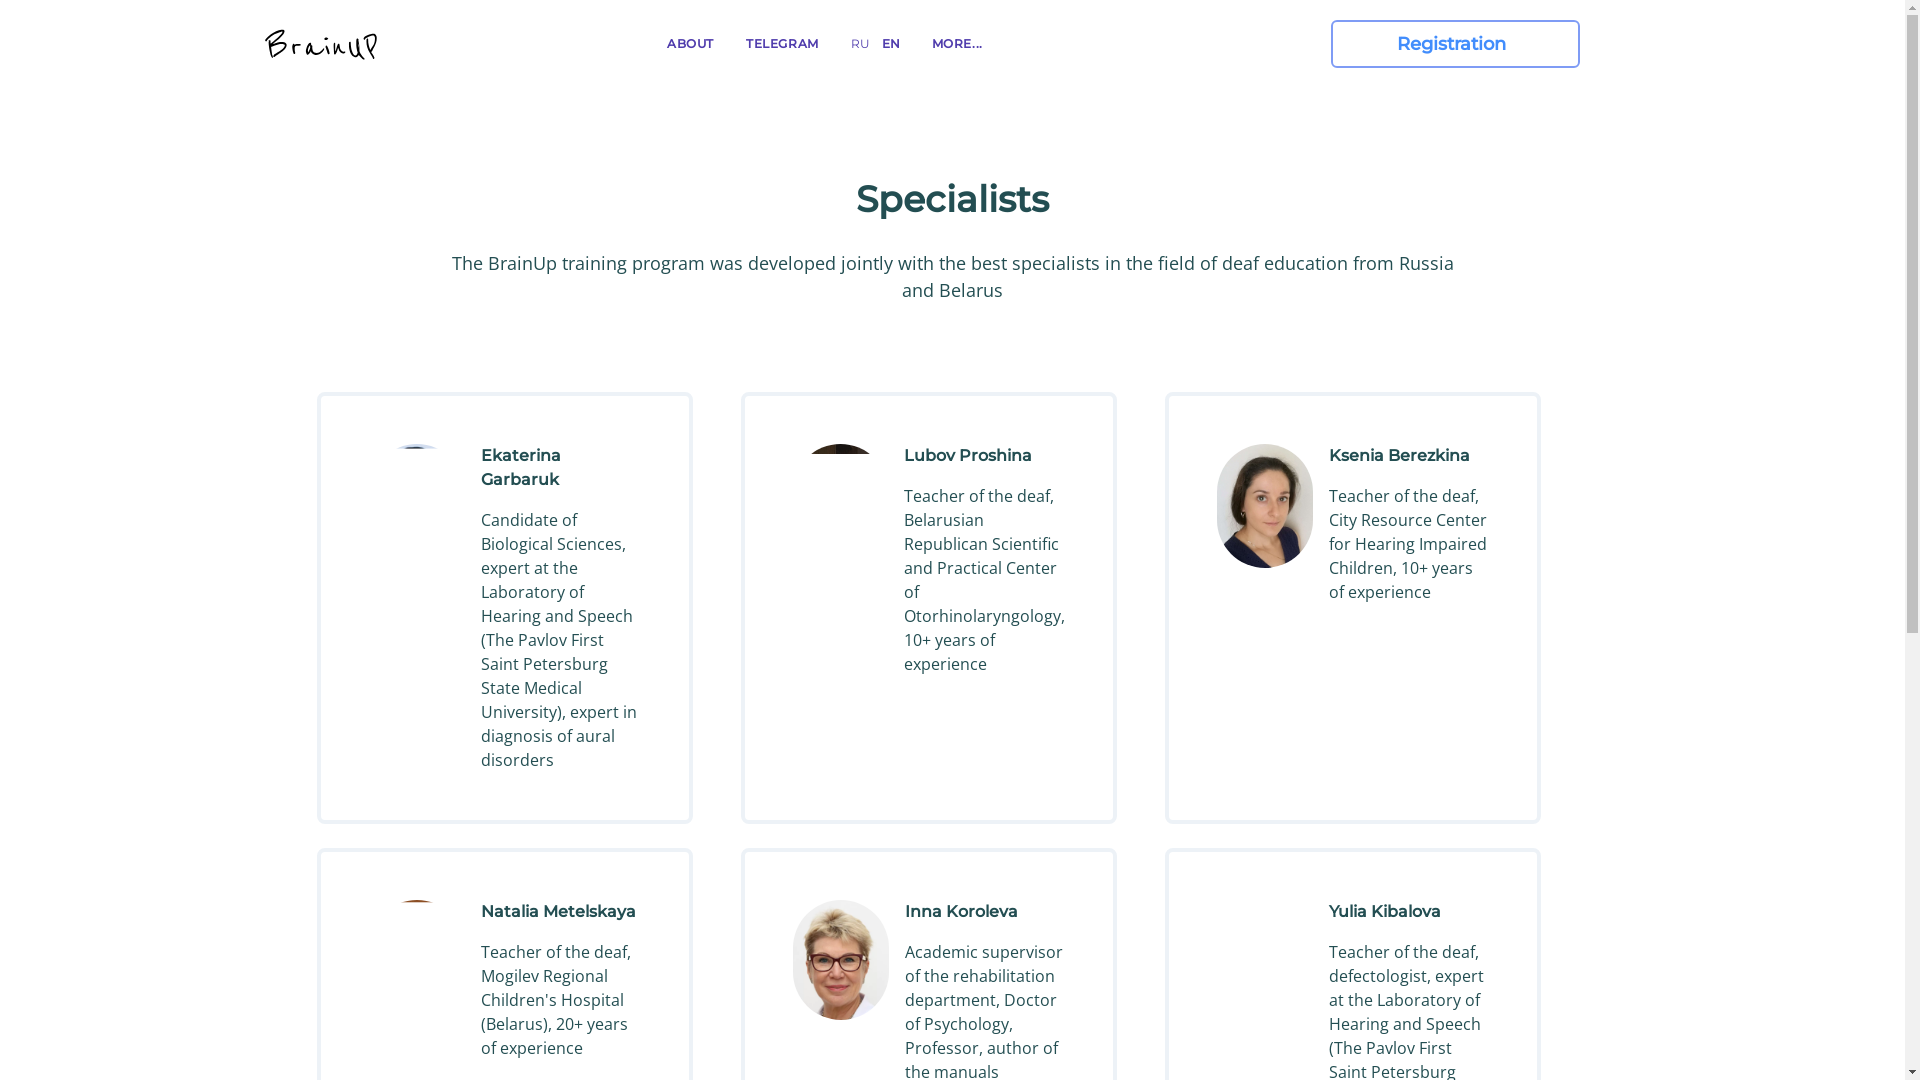 BrainUP
ABOUT
TELEGRAM
RU
EN
MORE...
Registration
Specialists
The BrainUp training program was developed jointly with the best specialists in the field of deaf education from Russia
and Belarus
Ekaterina
Garbaruk
Candidate of
Biological Sciences,
expert at the
Laboratory of
Hearing and Speech
(The Pavlov First
Saint Petersburg
State Medical
University), expert in
diagnosis of aural
disorders
Lubov Proshina
Teacher of the deaf,
Belarusian
Republican Scientific
and Practical Center
of
Otorhinolaryngology,
10+ years of
experience
Ksenia Berezkina
Teacher of the deaf,
City Resource Center
for Hearing Impaired
Children, 10+ years
of experience
Natalia Metelskaya
Teacher of the deaf,
Mogilev Regional
Children's Hospital
(Belarus), 20+ years
of experience
Inna Koroleva
Academic supervisor
of the rehabilitation
department, Doctor
of Psychology,
Professor, author of
the manuals
Yulia Kibalova
Teacher of the deaf,
defectologist, expert
at the Laboratory of
Hearing and Speech
(The Pavlov First
Saint Petersburg